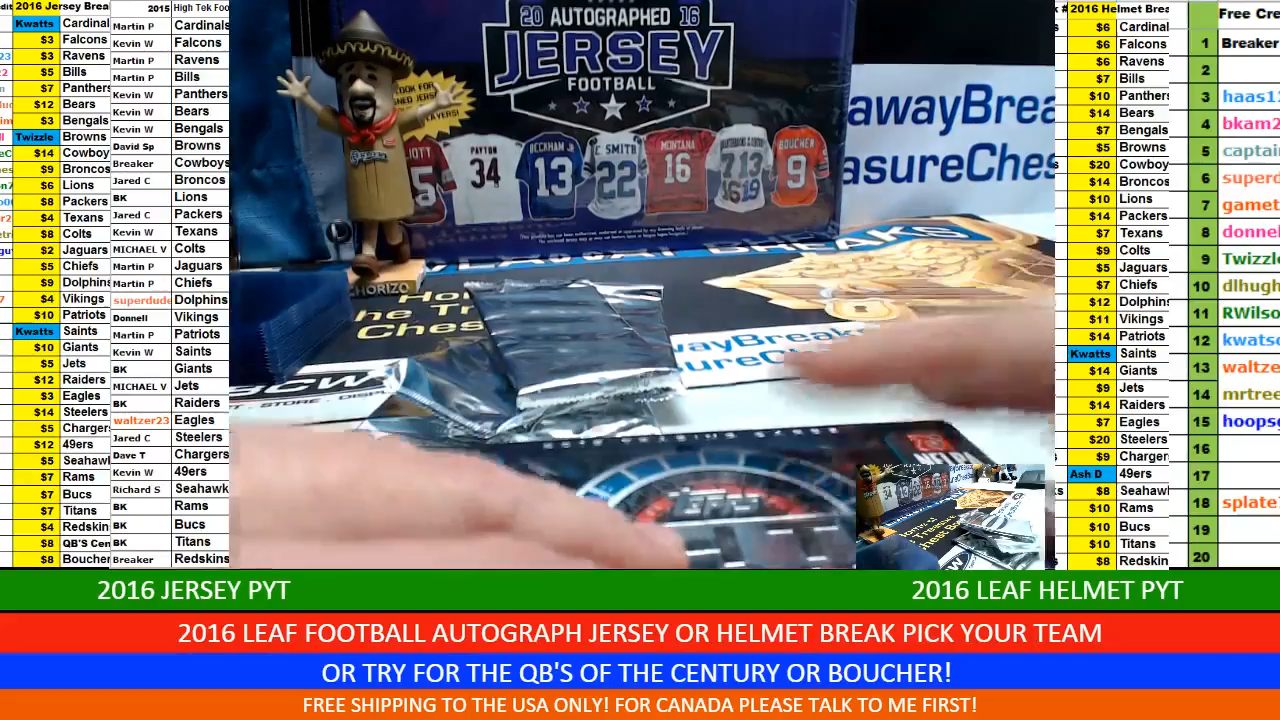 2016 Jersey Break
Kwatts Cardinal
$3 Falcons
$3 Ravens
$5 Bills
$7 Panthers
$12 Bears
$3 Bengals
Twizzle Browns
$14 Cowboy
$9 Broncos
$6 Lions
$8 Packers
$4 Texans
$8 Colts
$2 Jaguars
$5 Chiefs
$9 Dolphins
$4 Vikings
$10 Patriots
Kwatts Saints
$10 Giants
$5 Jets
$12 Raiders
$3 Eagles
$14 Steelers
$5 Chargers
$12 49ers
$5 Seahawk
$7 Rams
$7 Bucs
$7 Titans
$4 Redskins
$8 QB'S Cen
$8 Boucher
2015 High Tek Foo
Martin P Cardinals
Kevin W Falcons
Martin P Ravens
Martin P Bills
Kevin W Panthers
Kevin W Bears
Kevin W Bengals
David Sp Browns
Breaker Cowboys
Jared C Broncos
BK Lions
Jared C Packers
Kevin W Texans
MICHAEL V Colts
Martin P Jaguars
Martin P Chiefs
superdude Dolphins
Donnell Vikings
Martin P Patriots
Kevin W Saints
BK Giants
MICHAEL V Jets
BK Raiders
waltzer23 Eagles
Jared C Steelers
Dave T Chargers
Kevin W 49ers
Richard S Seahawk
BK Rams
BK Bucs
BK Titans
Breaker Redskins
20 AUTOGRAPHED 16
JERSEY
FOOTBALL
PAYTON
34
BECKHAM JR
13
E SMITH
22
MONTANA
16
BOUCHER
9
CHORIZO
awayBrea
asureChes
topps
# 2016 Helmet Brea
$6 Cardinal
$6 Falcons
$6 Ravens
$7 Bills
$10 Panthers
$14 Bears
$7 Bengals
$5 Browns
$20 Cowboy
$14 Broncos
$10 Lions
$14 Packers
$7 Texans
$9 Colts
$5 Jaguars
$7 Chiefs
$12 Dolphins
$11 Vikings
$14 Patriots
Kwatts Saints
$14 Giants
$9 Jets
$14 Raiders
$7 Eagles
$20 Steelers
$9 Charger
Ash D 49ers
$8 Seahaw
$10 Rams
$10 Bucs
$10 Titans
$8 Redskin
Free Cre
1 Breaker
2
3 haas1
4 bkam2
5 captain
6 superd
7 gamet
8 donnel
9 Twizzle
10 dlhugh
11 RWilso
12 kwatso
13 waltze
14 mrtree
15 hoopsg
16
17
18 splate
19
20
2016 JERSEY PYT
2016 LEAF HELMET PYT
2016 LEAF FOOTBALL AUTOGRAPH JERSEY OR HELMET BREAK PICK YOUR TEAM
OR TRY FOR THE QB'S OF THE CENTURY OR BOUCHER!
FREE SHIPPING TO THE USA ONLY! FOR CANADA PLEASE TALK TO ME FIRST!